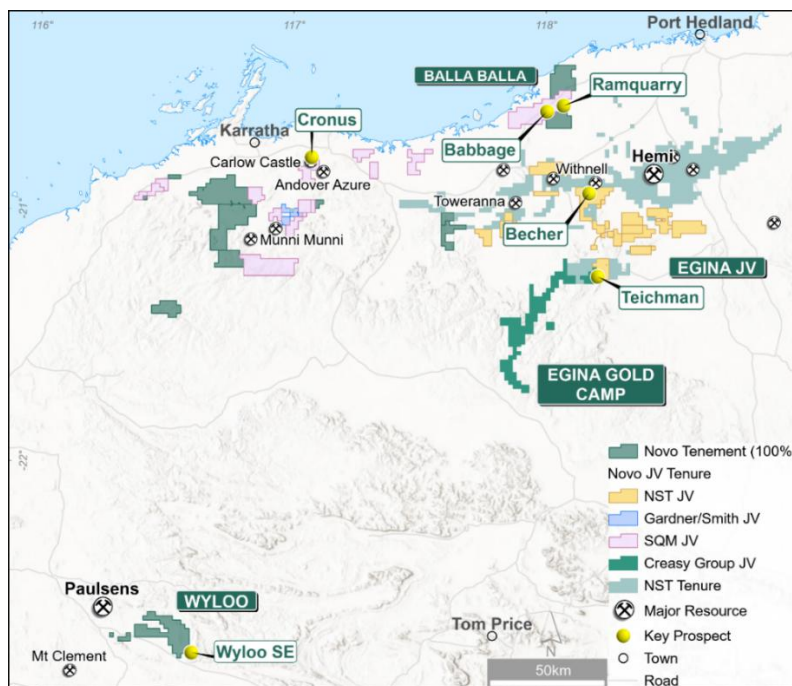 116°
117°
118°
Port Hedland
BALLA BALLA
Ramquarry
Cronus
Karratha
Babbage
Carlow Castle
Andover Azure
Withnell
Hemi
Toweranna
-21°
-21°
Munni Munni
Becher
EGINA JV
Teichman
EGINA GOLD
CAMP
Novo Tenement (100%
Novo JV Tenure
-22°
NST JV
Gardner/Smith JV
SQM JV
Creasy Group JV
NST Tenure
Paulsens
WYLOO
Major Resource
Key Prospect
Tom Price
Wyloo SE
Town
Mt Clement
50km
Road